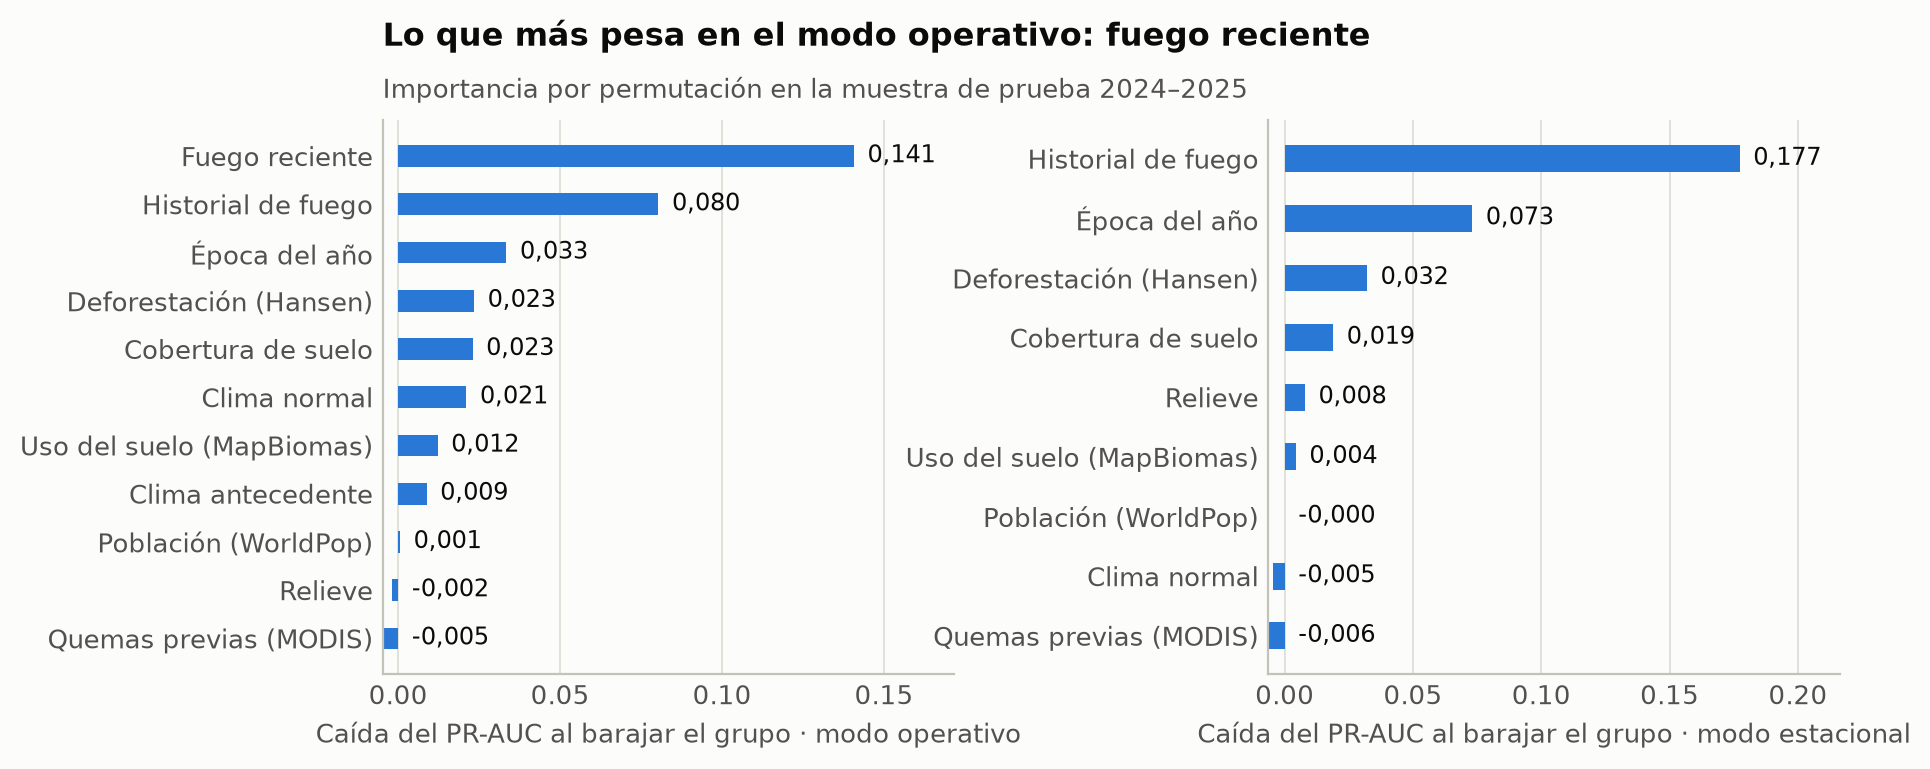 Lo que más pesa en el modo operativo: fuego reciente
Importancia por permutación en la muestra de prueba 2024–2025
Fuego reciente 0,141
Historial de fuego 0,080
Época del año 0,033
Deforestación (Hansen) 0,023
Cobertura de suelo 0,023
Clima normal 0,021
Uso del suelo (MapBiomas) 0,012
Clima antecedente 0,009
Población (WorldPop) 0,001
Relieve -0,002
Quemas previas (MODIS) -0,005
0.00 0.05 0.10 0.15
Caída del PR-AUC al barajar el grupo · modo operativo
Historial de fuego 0,177
Época del año 0,073
Deforestación (Hansen) 0,032
Cobertura de suelo 0,019
Relieve 0,008
Uso del suelo (MapBiomas) 0,004
Población (WorldPop) -0,000
Clima normal -0,005
Quemas previas (MODIS) -0,006
0.00 0.05 0.10 0.15 0.20
Caída del PR-AUC al barajar el grupo · modo estacional